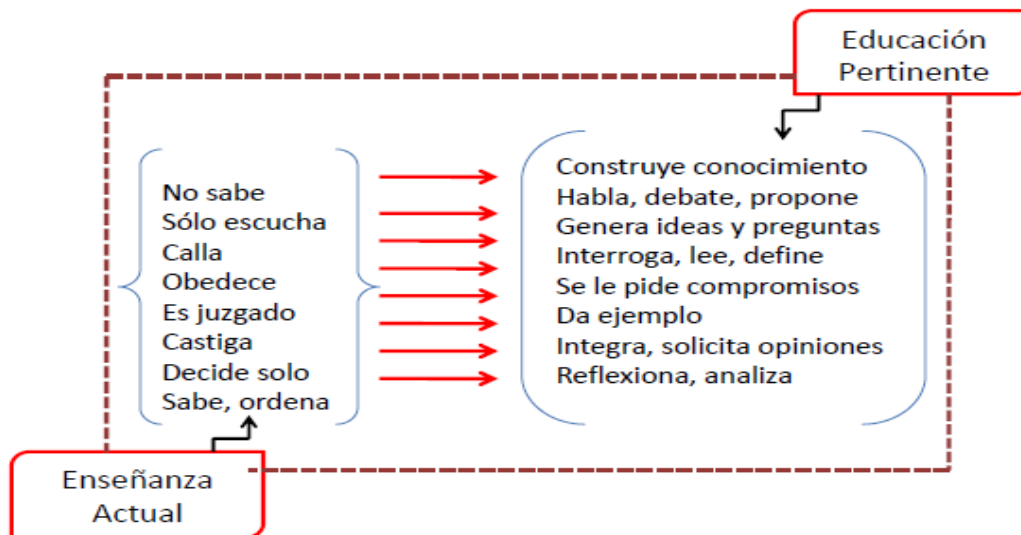 Educación
Pertinente
No sabe
Sólo escucha
Calla
Obedece
Es juzgado
Castiga
Decide solo
Sabe, ordena
Construye conocimiento
Habla, debate, propone
Genera ideas y preguntas
Interroga, lee, define
Se le pide compromisos
Da ejemplo
Integra, solicita opiniones
Reflexiona, analiza
Enseñanza
Actual